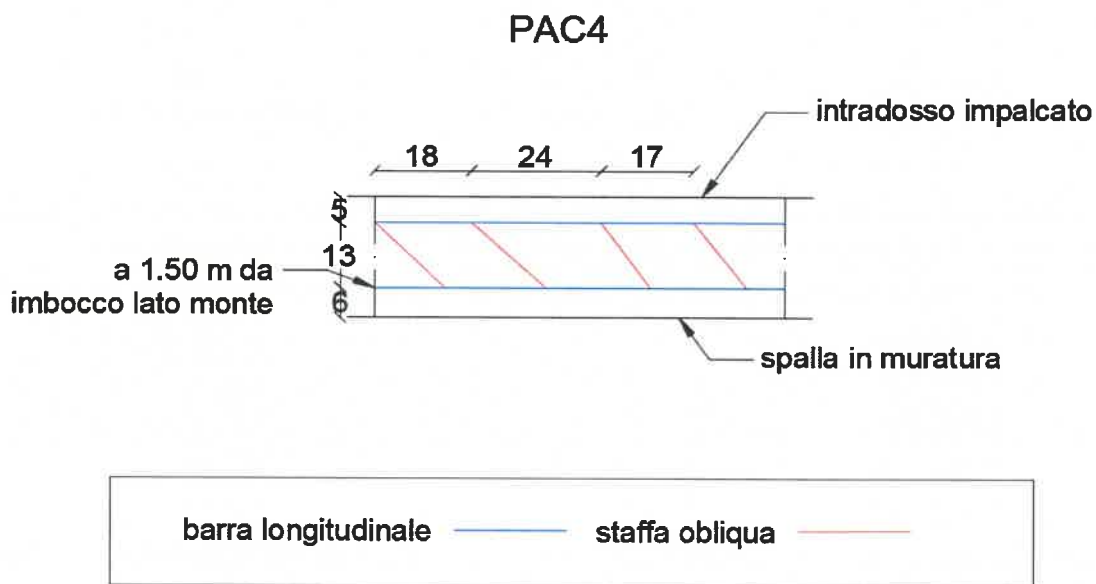 PAC4
intradosso impalcato
18 24 17
5
13
6
a 1.50 m da
imbocco lato monte
spalla in muratura
barra longitudinale staffa obliqua